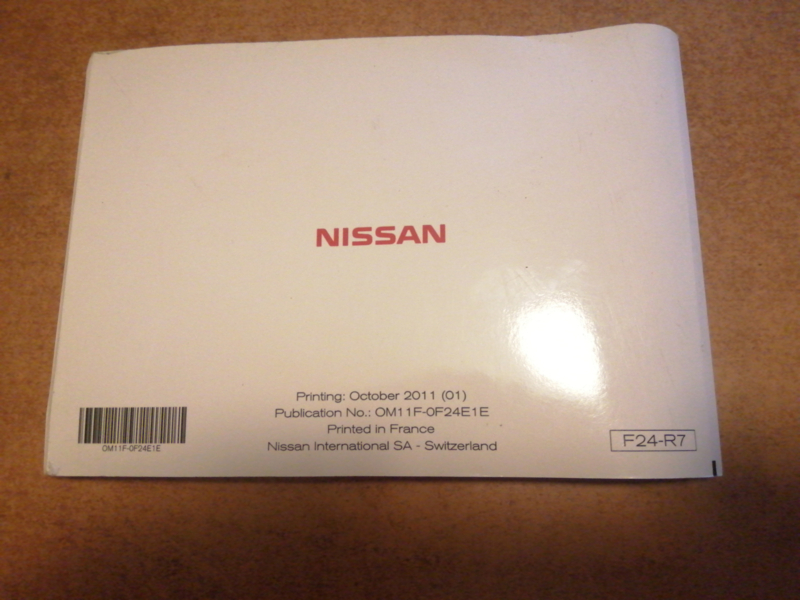 NISSAN
Printing: October 2011 (01)
Publication No.: OM11F-0F24E1E
Printed in France
Nissan International SA - Switzerland
OM11F-0F24E1E
F24-R7